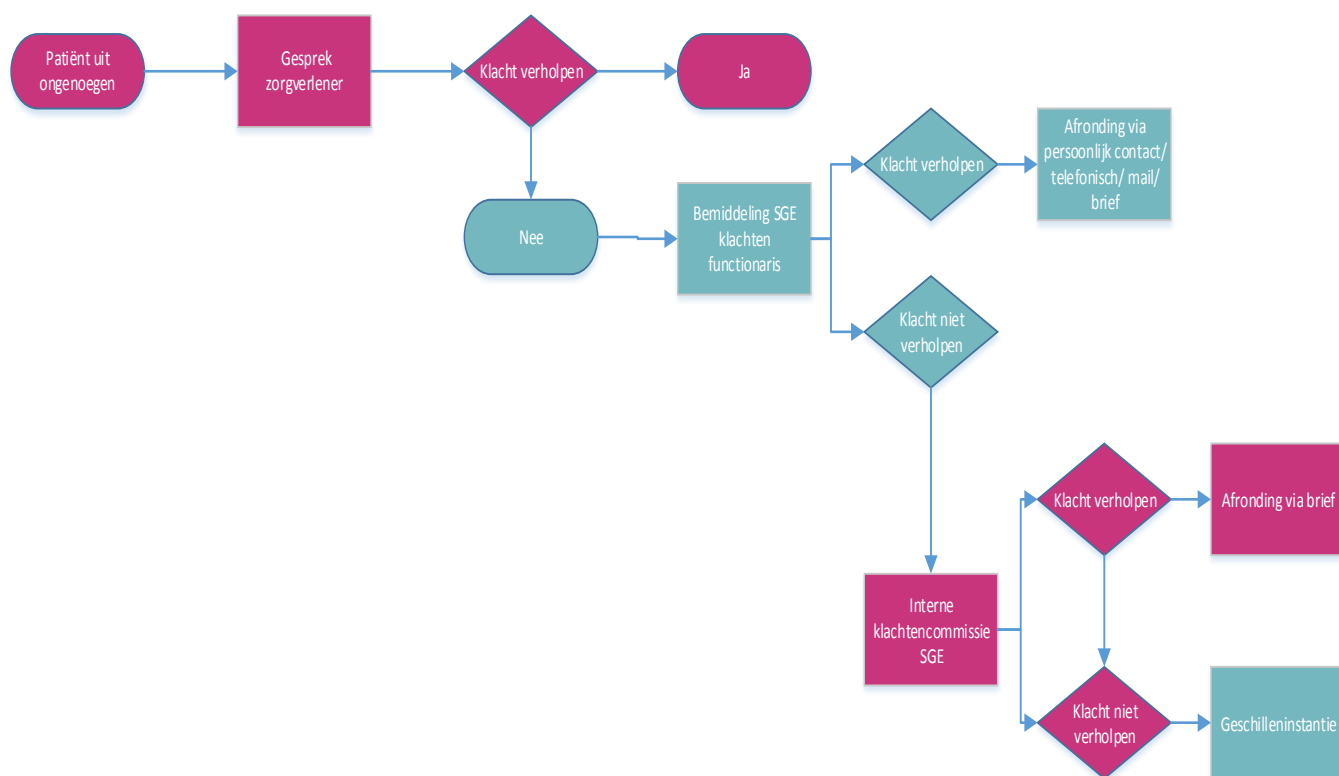 Patiënt uit
ongenoegen
Gesprek
zorgverlener
Klacht verholpen
Ja
Nee
Bemiddeling SGE
klachten
functionaris
Klacht verholpen
Afronding via
persoonlijk contact/
telefonisch/ mail/
brief
Klacht niet
verholpen
Interne
klachtencommissie
SGE
Klacht verholpen
Afronding via brief
Klacht niet
verholpen
Geschilleninstantie